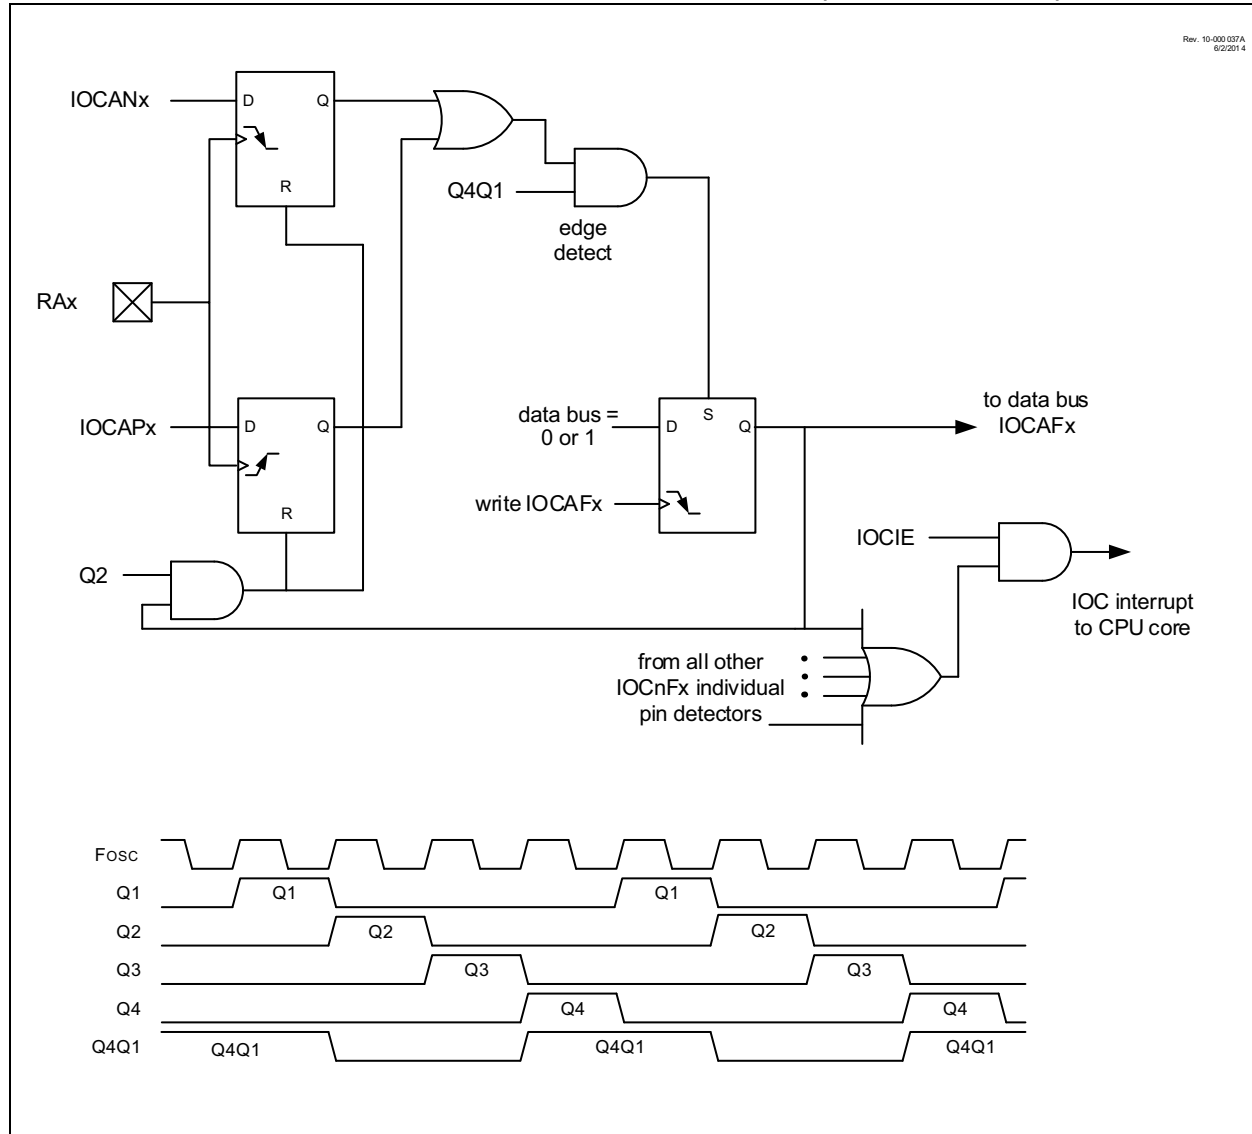 Rev. 10-000 037A
6/2/201 4
IOCANx
D
Q
R
Q4Q1
edge
detect
RAx
IOCAPx
D
Q
R
data bus =
0 or 1
S
D
Q
to data bus
IOCAFx
write IOCAFx
IOCIE
Q2
IOC interrupt
to CPU core
from all other
IOCnFx individual
pin detectors
FOSC
Q1
Q1
Q1
Q2
Q2
Q2
Q3
Q3
Q3
Q4
Q4
Q4
Q4Q1
Q4Q1
Q4Q1
Q4Q1